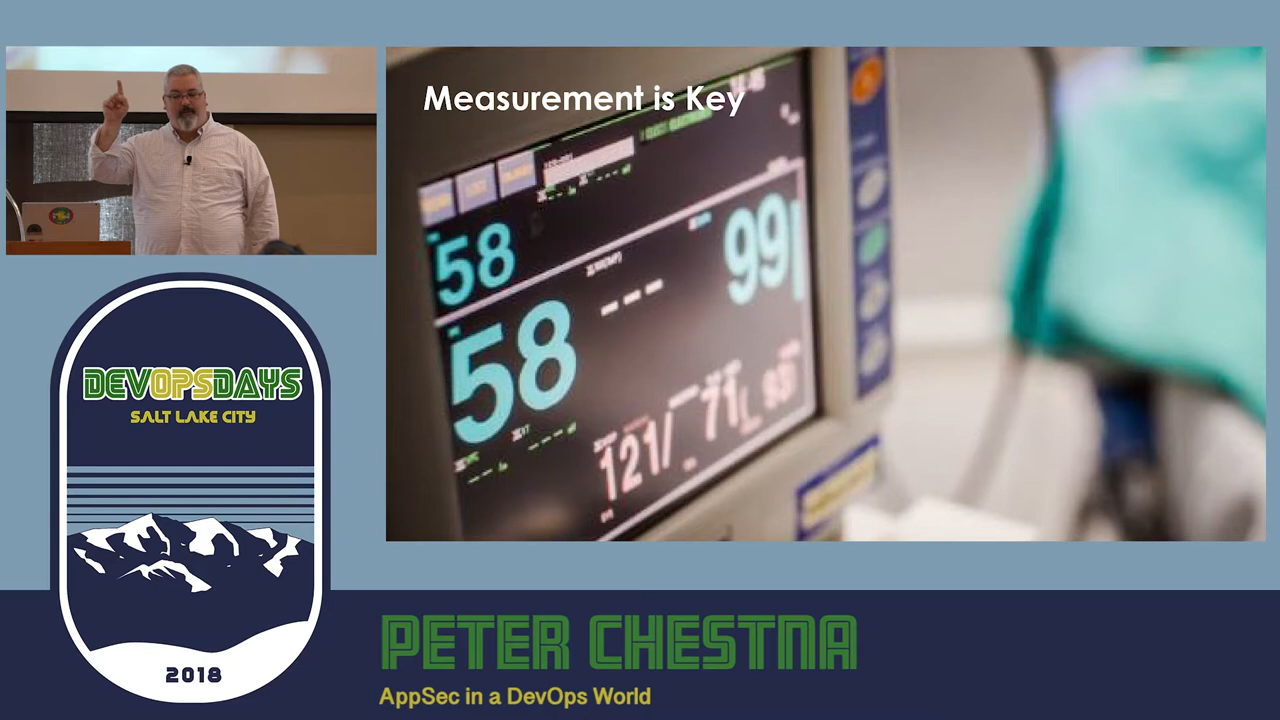 Measurement is Key
58
99
58
121/
71
DEVOPSDAYS
SALT LAKE CITY
2018
PETER CHESTNA
AppSec in a DevOps World